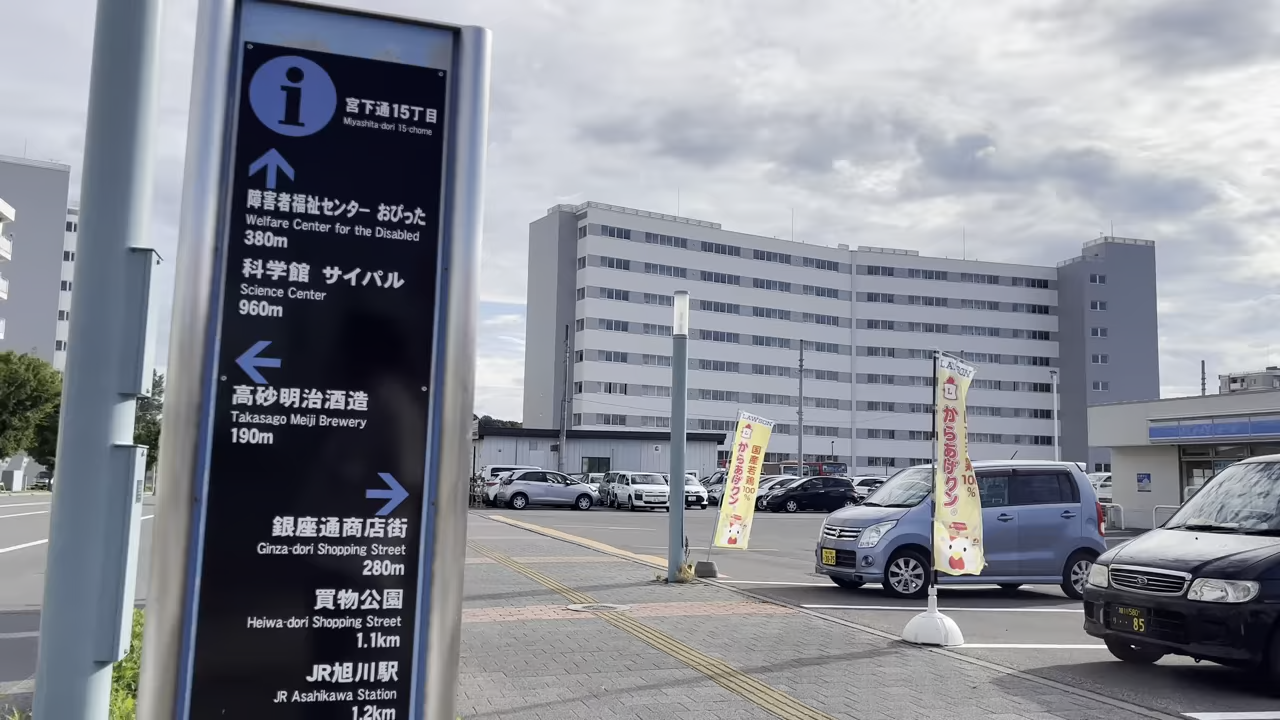 i
宮下通15丁目
Miyashita-dori 15-chome
障害者福祉センター おぴった
Welfare Center for the Disabled
380m
科学館 サイパル
Science Center
960m
高砂明治酒造
Takasago Meiji Brewery
190m
銀座通商店街
Ginza-dori Shopping Street
280m
買物公園
Heiwa-dori Shopping Street
1.1km
JR旭川駅
JR Asahikawa Station
1.2km
LAWSON
国産若鶏100%
からあげクン
LAWSON
からあげクン
85